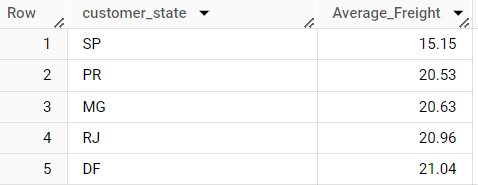 Row customer_state Average_Freight
1 SP 15.15
2 PR 20.53
3 MG 20.63
4 RJ 20.96
5 DF 21.04